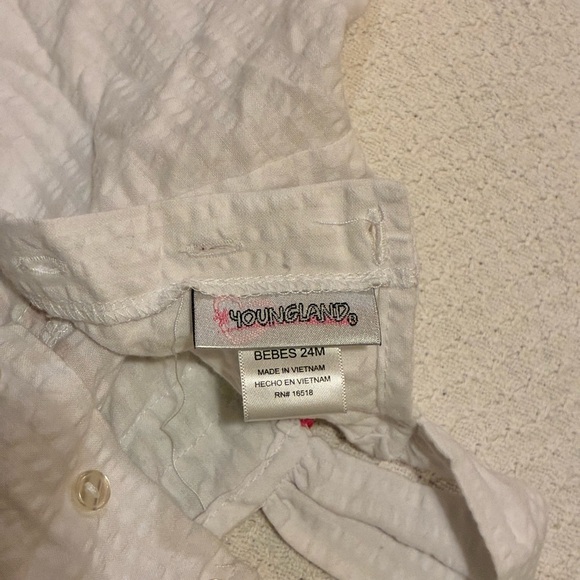 YOUNGLAND®
BEBES 24M
MADE IN VIETNAM
HECHO EN VIETNAM
RN# 16518